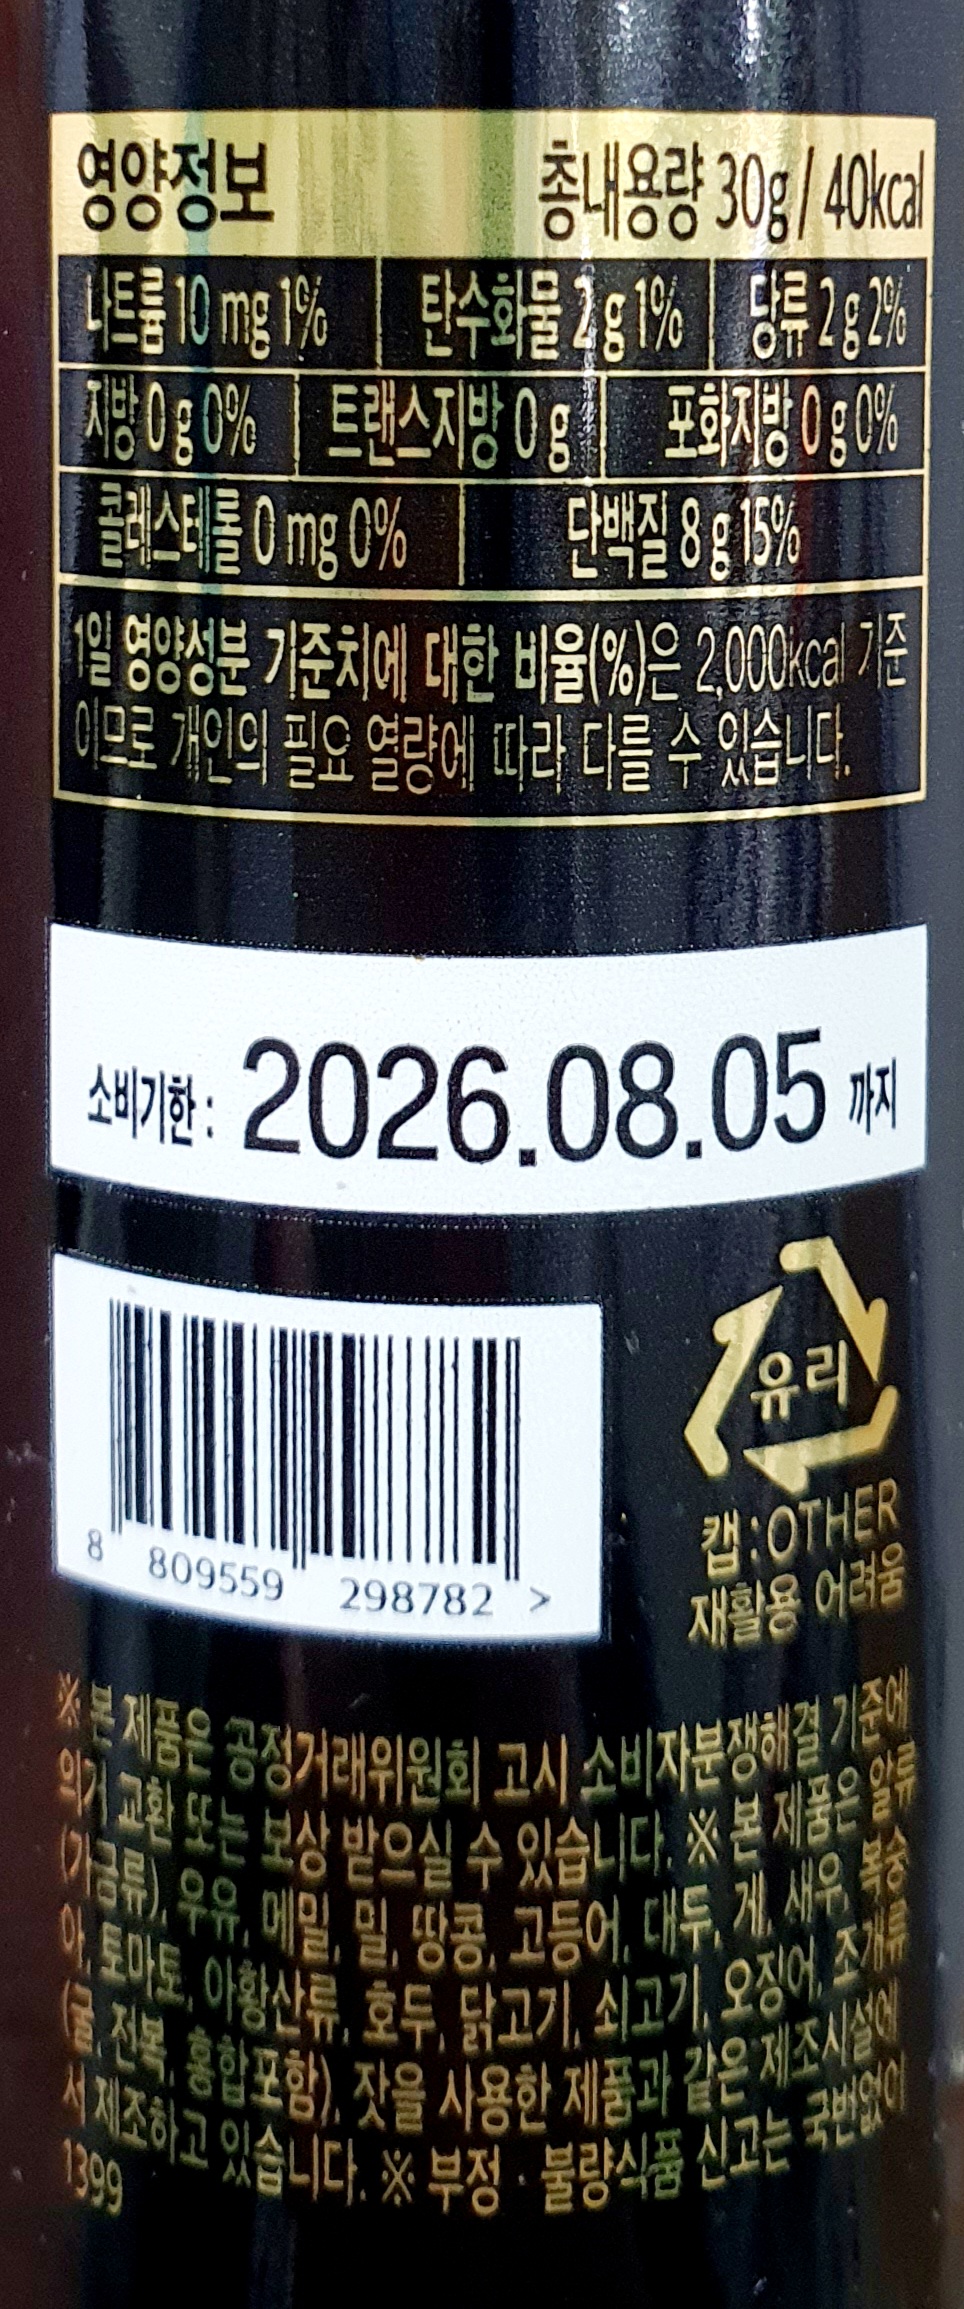 영양정보 총내용량 30g / 40kcal
나트륨 10 mg 1% 탄수화물 2 g 1% 당류 2 g 2%
지방 0 g 0% 트랜스지방 0 g 포화지방 0 g 0%
콜레스테롤 0 mg 0% 단백질 8 g 15%
1일 영양성분 기준치에 대한 비율(%)은 2,000kcal 기준
이므로 개인의 필요 열량에 따라 다를 수 있습니다.
소비기한 : 2026.08.05 까지
유리
캡 : OTHER
재활용 어려움
8 809559 298782 >
※ 본 제품은 공정거래위원회 고시 소비자분쟁해결 기준에
의거 교환 또는 보상 받으실 수 있습니다. ※ 본 제품은 알류
(가금류), 우유, 메밀, 밀, 땅콩, 고등어, 대두, 게, 새우, 복숭
아, 토마토, 아황산류, 호두, 닭고기, 쇠고기, 오징어, 조개류
(굴, 전복, 홍합포함), 잣을 사용한 제품과 같은 제조시설에
서 제조하고 있습니다. ※ 부정 · 불량식품 신고는 국번없이
1399